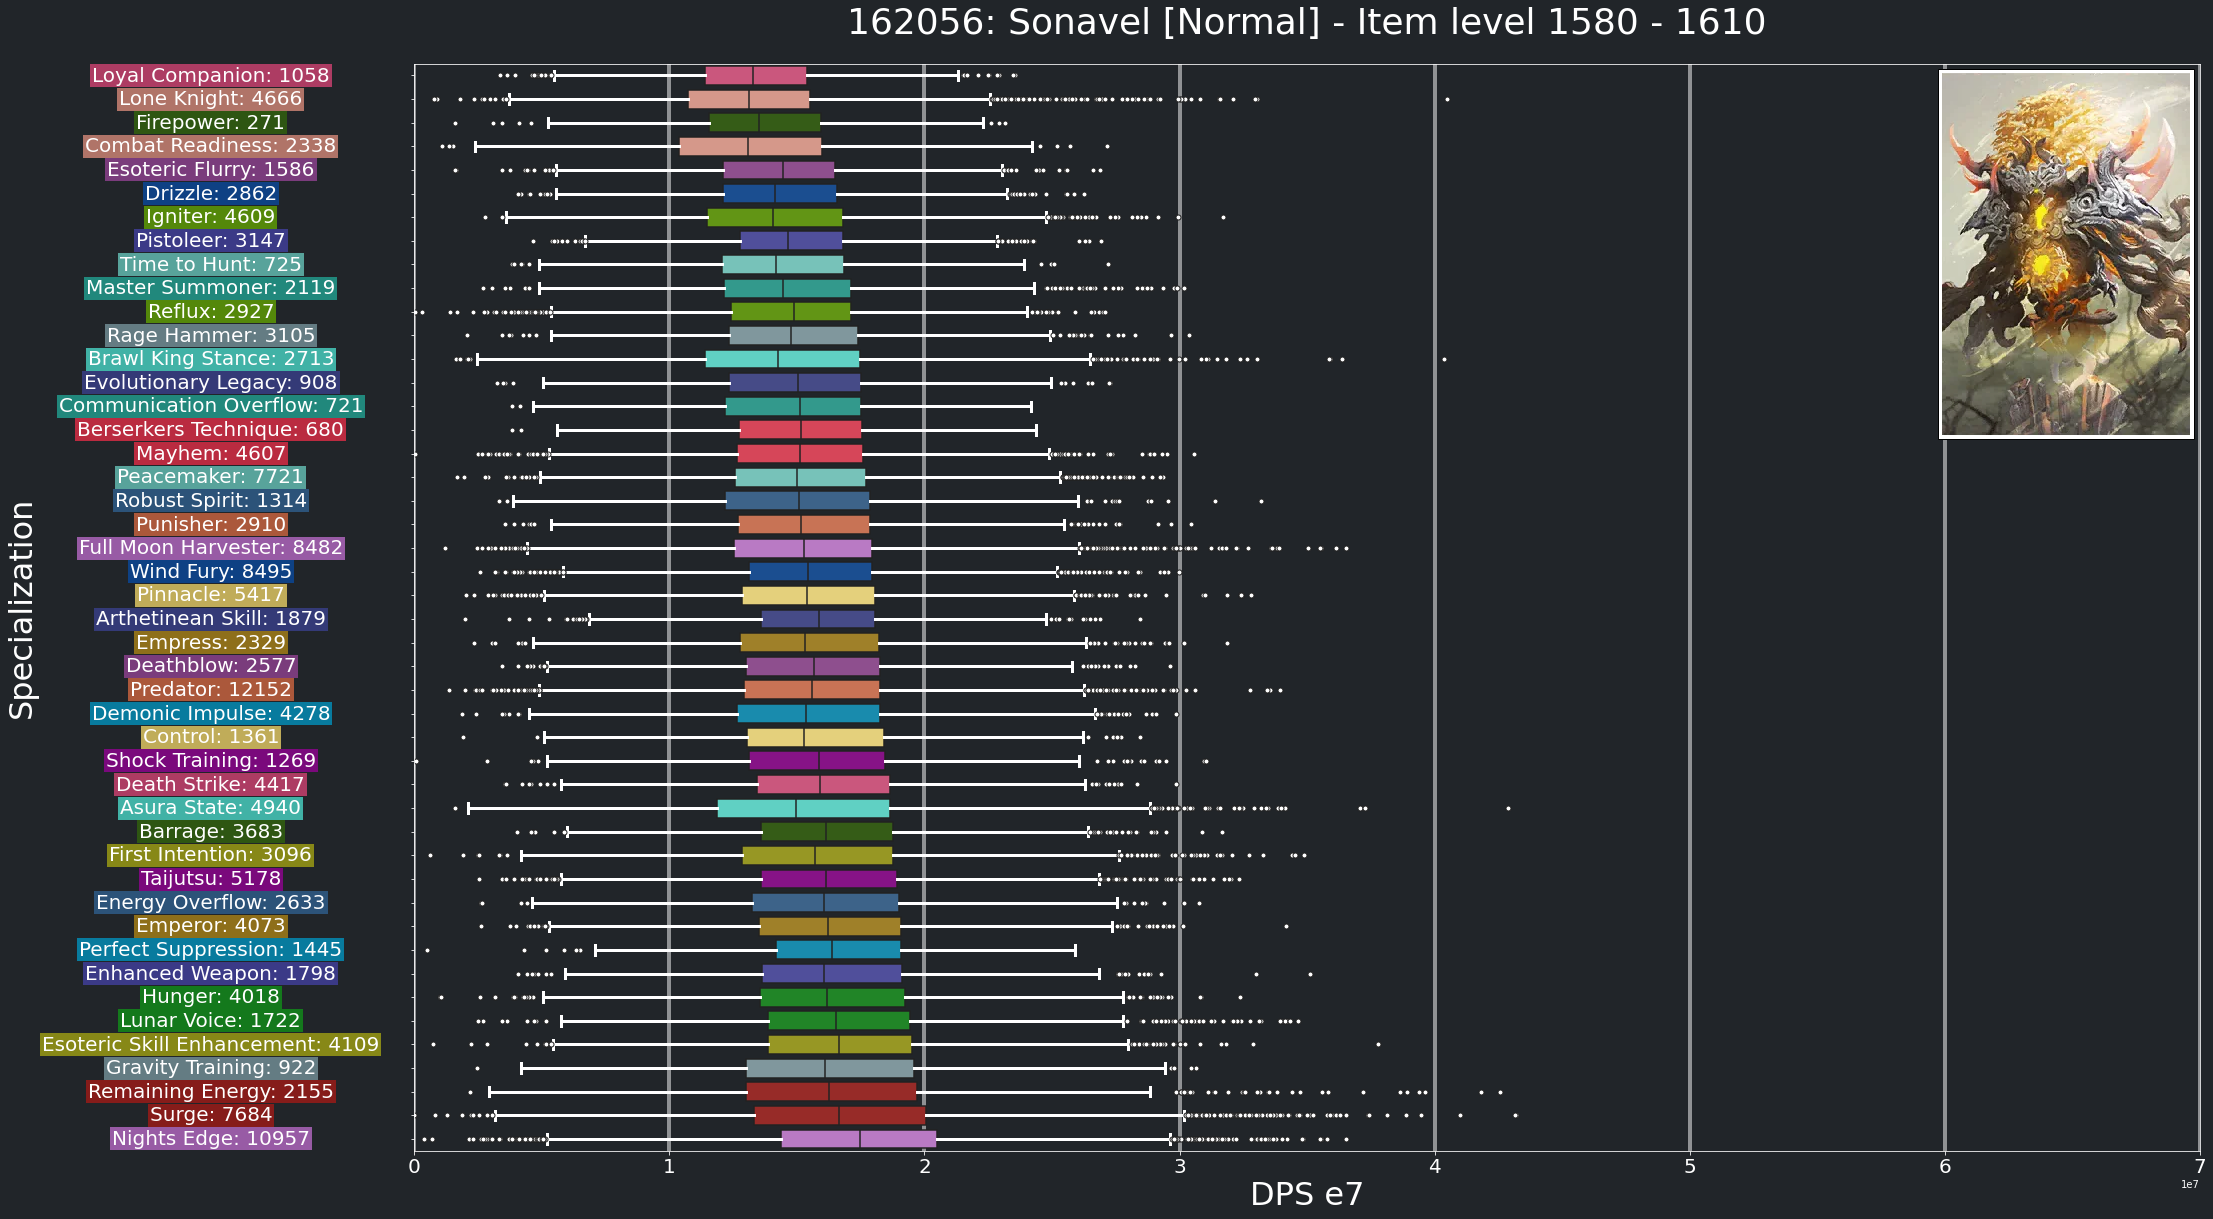 162056: Sonavel [Normal] - Item level 1580 - 1610
Loyal Companion: 1058
Lone Knight: 4666
Firepower: 271
Combat Readiness: 2338
Esoteric Flurry: 1586
Drizzle: 2862
Igniter: 4609
Pistoleer: 3147
Time to Hunt: 725
Master Summoner: 2119
Reflux: 2927
Rage Hammer: 3105
Brawl King Stance: 2713
Evolutionary Legacy: 908
Communication Overflow: 721
Berserkers Technique: 680
Mayhem: 4607
Peacemaker: 7721
Robust Spirit: 1314
Punisher: 2910
Full Moon Harvester: 8482
Wind Fury: 8495
Pinnacle: 5417
Arthetinean Skill: 1879
Empress: 2329
Deathblow: 2577
Predator: 12152
Demonic Impulse: 4278
Control: 1361
Shock Training: 1269
Death Strike: 4417
Asura State: 4940
Barrage: 3683
First Intention: 3096
Taijutsu: 5178
Energy Overflow: 2633
Emperor: 4073
Perfect Suppression: 1445
Enhanced Weapon: 1798
Hunger: 4018
Lunar Voice: 1722
Esoteric Skill Enhancement: 4109
Gravity Training: 922
Remaining Energy: 2155
Surge: 7684
Nights Edge: 10957
Specialization
0 1 2 3 4 5 6 7
1e7
DPS e7